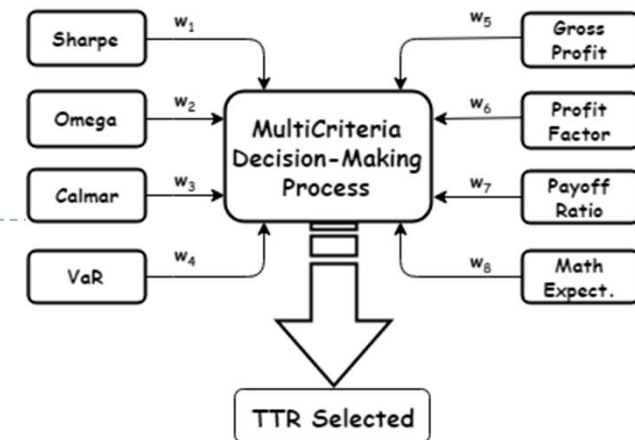 Sharpe
w₁
Omega
w₂
Calmar
w₃
VaR
w₄
MultiCriteria
Decision-Making
Process
w₅
Gross
Profit
w₆
Profit
Factor
w₇
Payoff
Ratio
w₈
Math
Expect.
TTR Selected